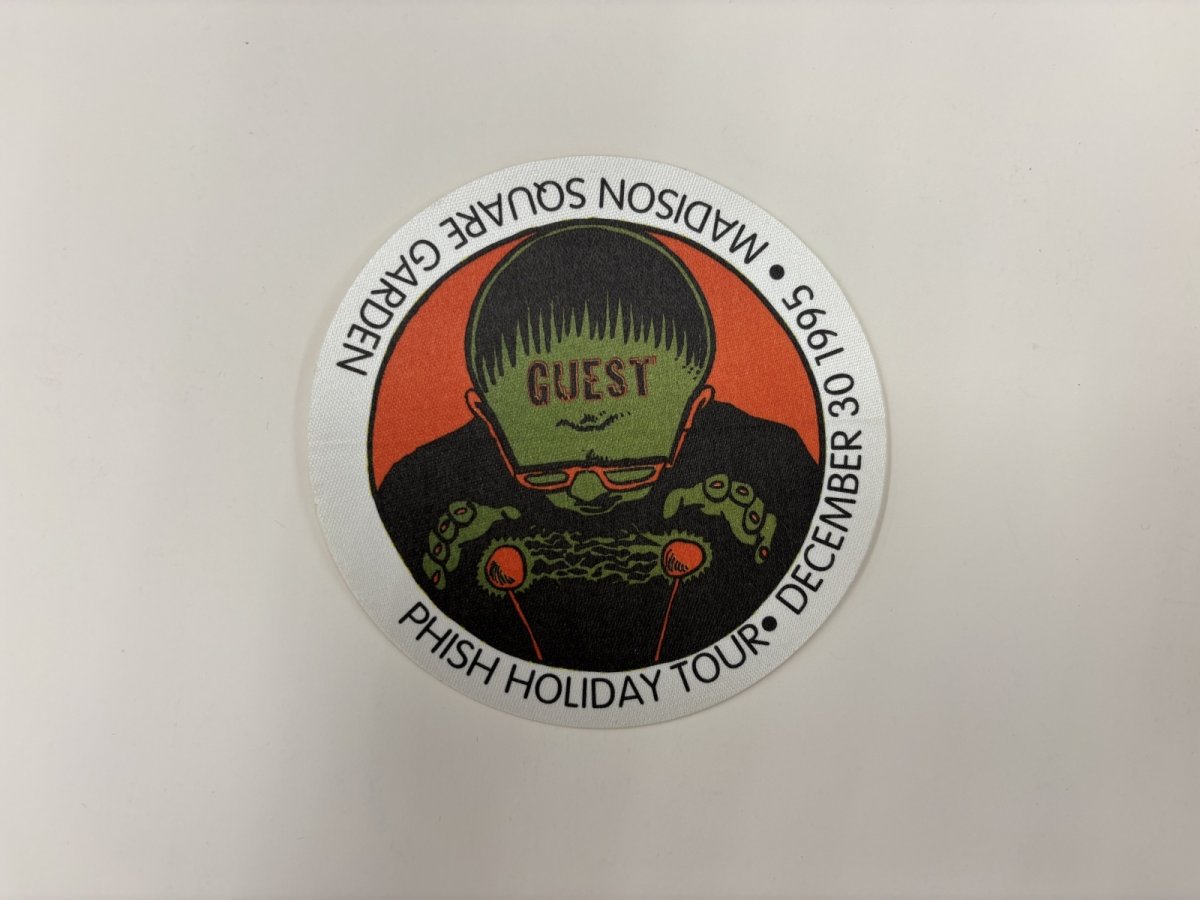 PHISH HOLIDAY TOUR • DECEMBER 30 1995 • MADISON SQUARE GARDEN
GUEST